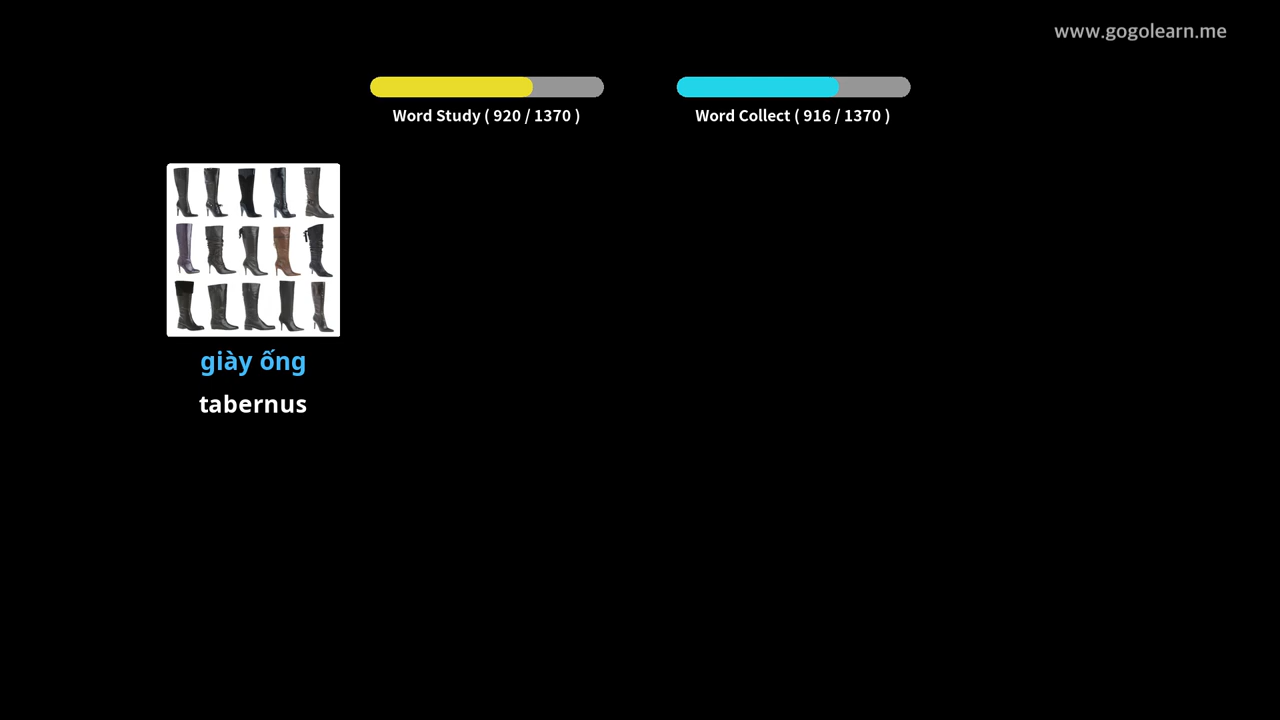 www.gogolearn.me
Word Study ( 920 / 1370 )
Word Collect ( 916 / 1370 )
giày ống
tabernus